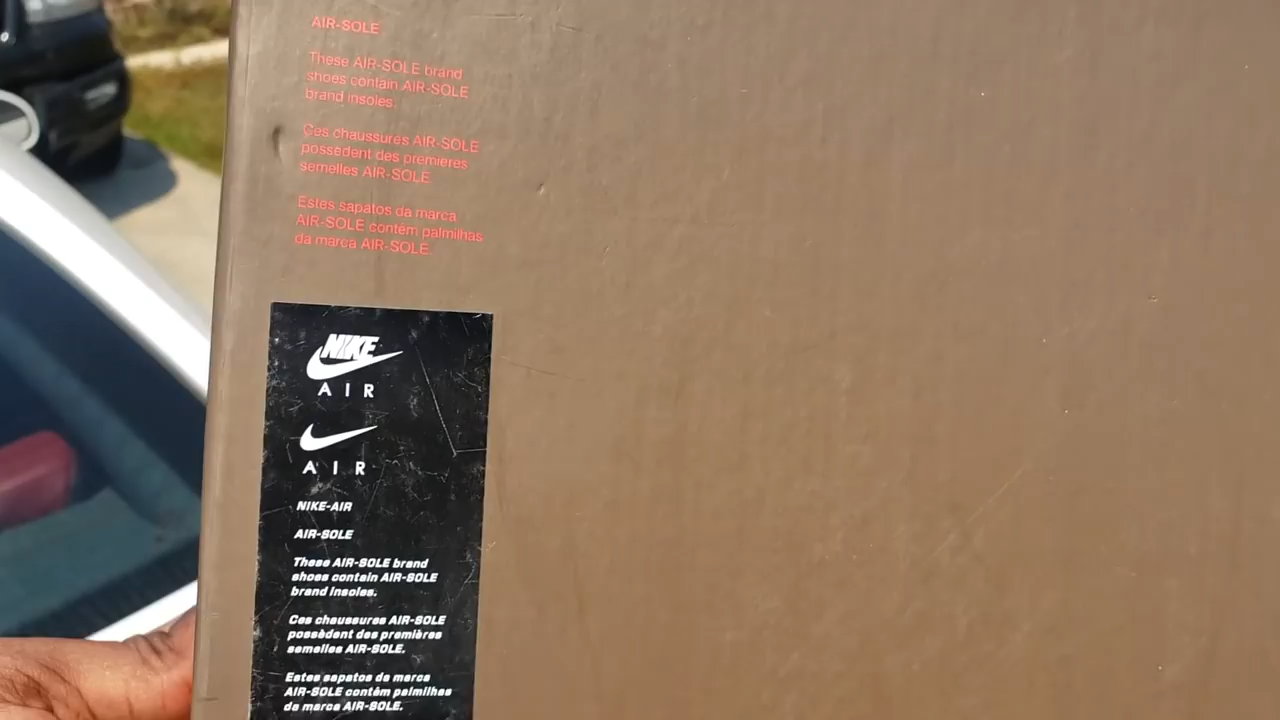 AIR-SOLE
These AIR-SOLE brand
shoes contain AIR-SOLE
brand insoles.
Ces chaussures AIR-SOLE
possèdent des premières
semelles AIR-SOLE.
Estes sapatos da marca
AIR-SOLE contêm palmilhas
da marca AIR-SOLE.
NIKE
AIR
AIR
NIKE-AIR
AIR-SOLE
These AIR-SOLE brand
shoes contain AIR-SOLE
brand insoles.
Ces chaussures AIR-SOLE
possèdent des premières
semelles AIR-SOLE.
Estes sapatos da marca
AIR-SOLE contêm palmilhas
da marca AIR-SOLE.